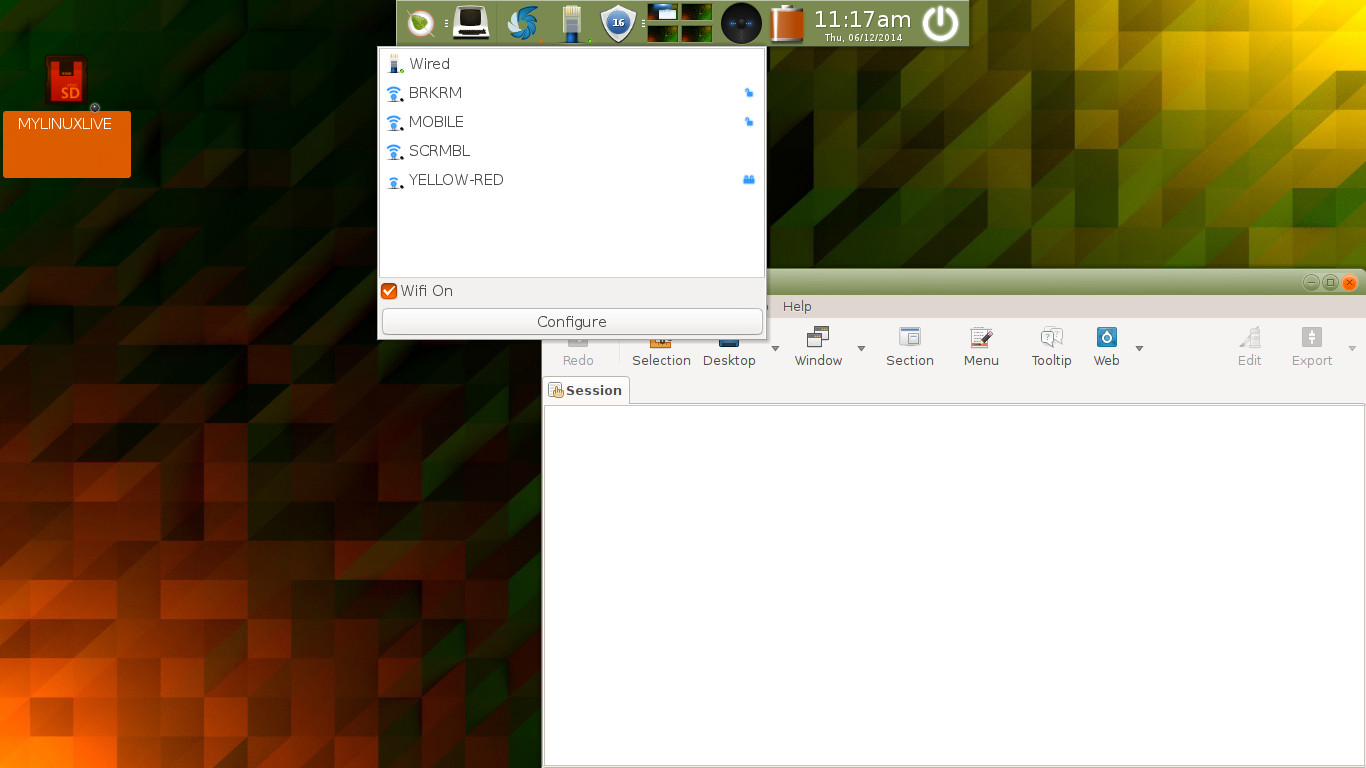 16
11:17am
Thu, 06/12/2014
SD
MYLINUXLIVE
Wired
BRKRM
MOBILE
SCRMBL
YELLOW-RED
Wifi On
Configure
Help
Redo
Selection
Desktop
Window
Section
Menu
Tooltip
Web
Edit
Export
Session